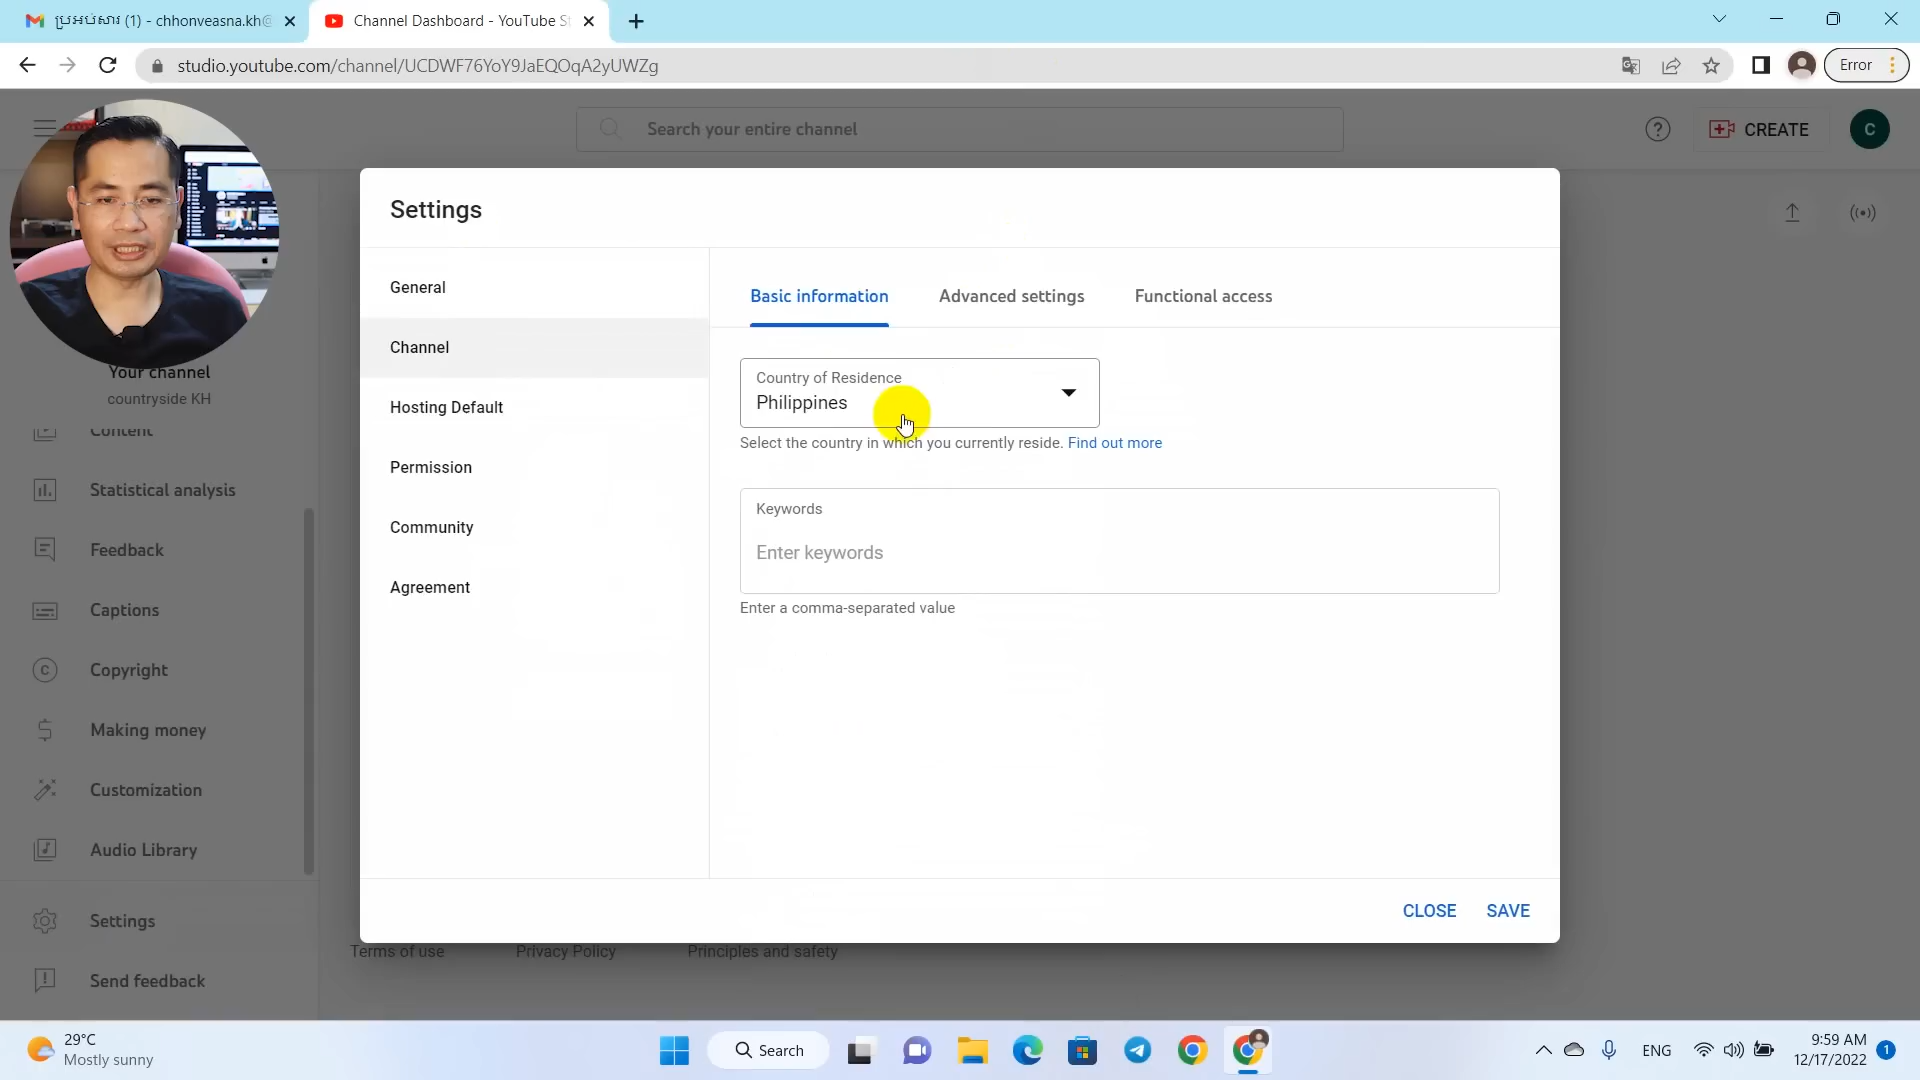 ប្រអប់សារ (1) - chhonveasna.kh@
Channel Dashboard - YouTube St
studio.youtube.com/channel/UCDWF76YoY9JaEQOqA2yUWZg
Error
Search your entire channel
CREATE
C
Settings
General
Channel
Hosting Default
Permission
Community
Agreement
Basic information
Advanced settings
Functional access
Country of Residence
Philippines
Select the country in which you currently reside. Find out more
Keywords
Enter keywords
Enter a comma-separated value
CLOSE
SAVE
Your channel
countryside KH
Content
Statistical analysis
Feedback
Captions
Copyright
Making money
Customization
Audio Library
Settings
Send feedback
Terms of use
Privacy Policy
Principles and safety
29°C
Mostly sunny
Search
ENG
9:59 AM
12/17/2022
1